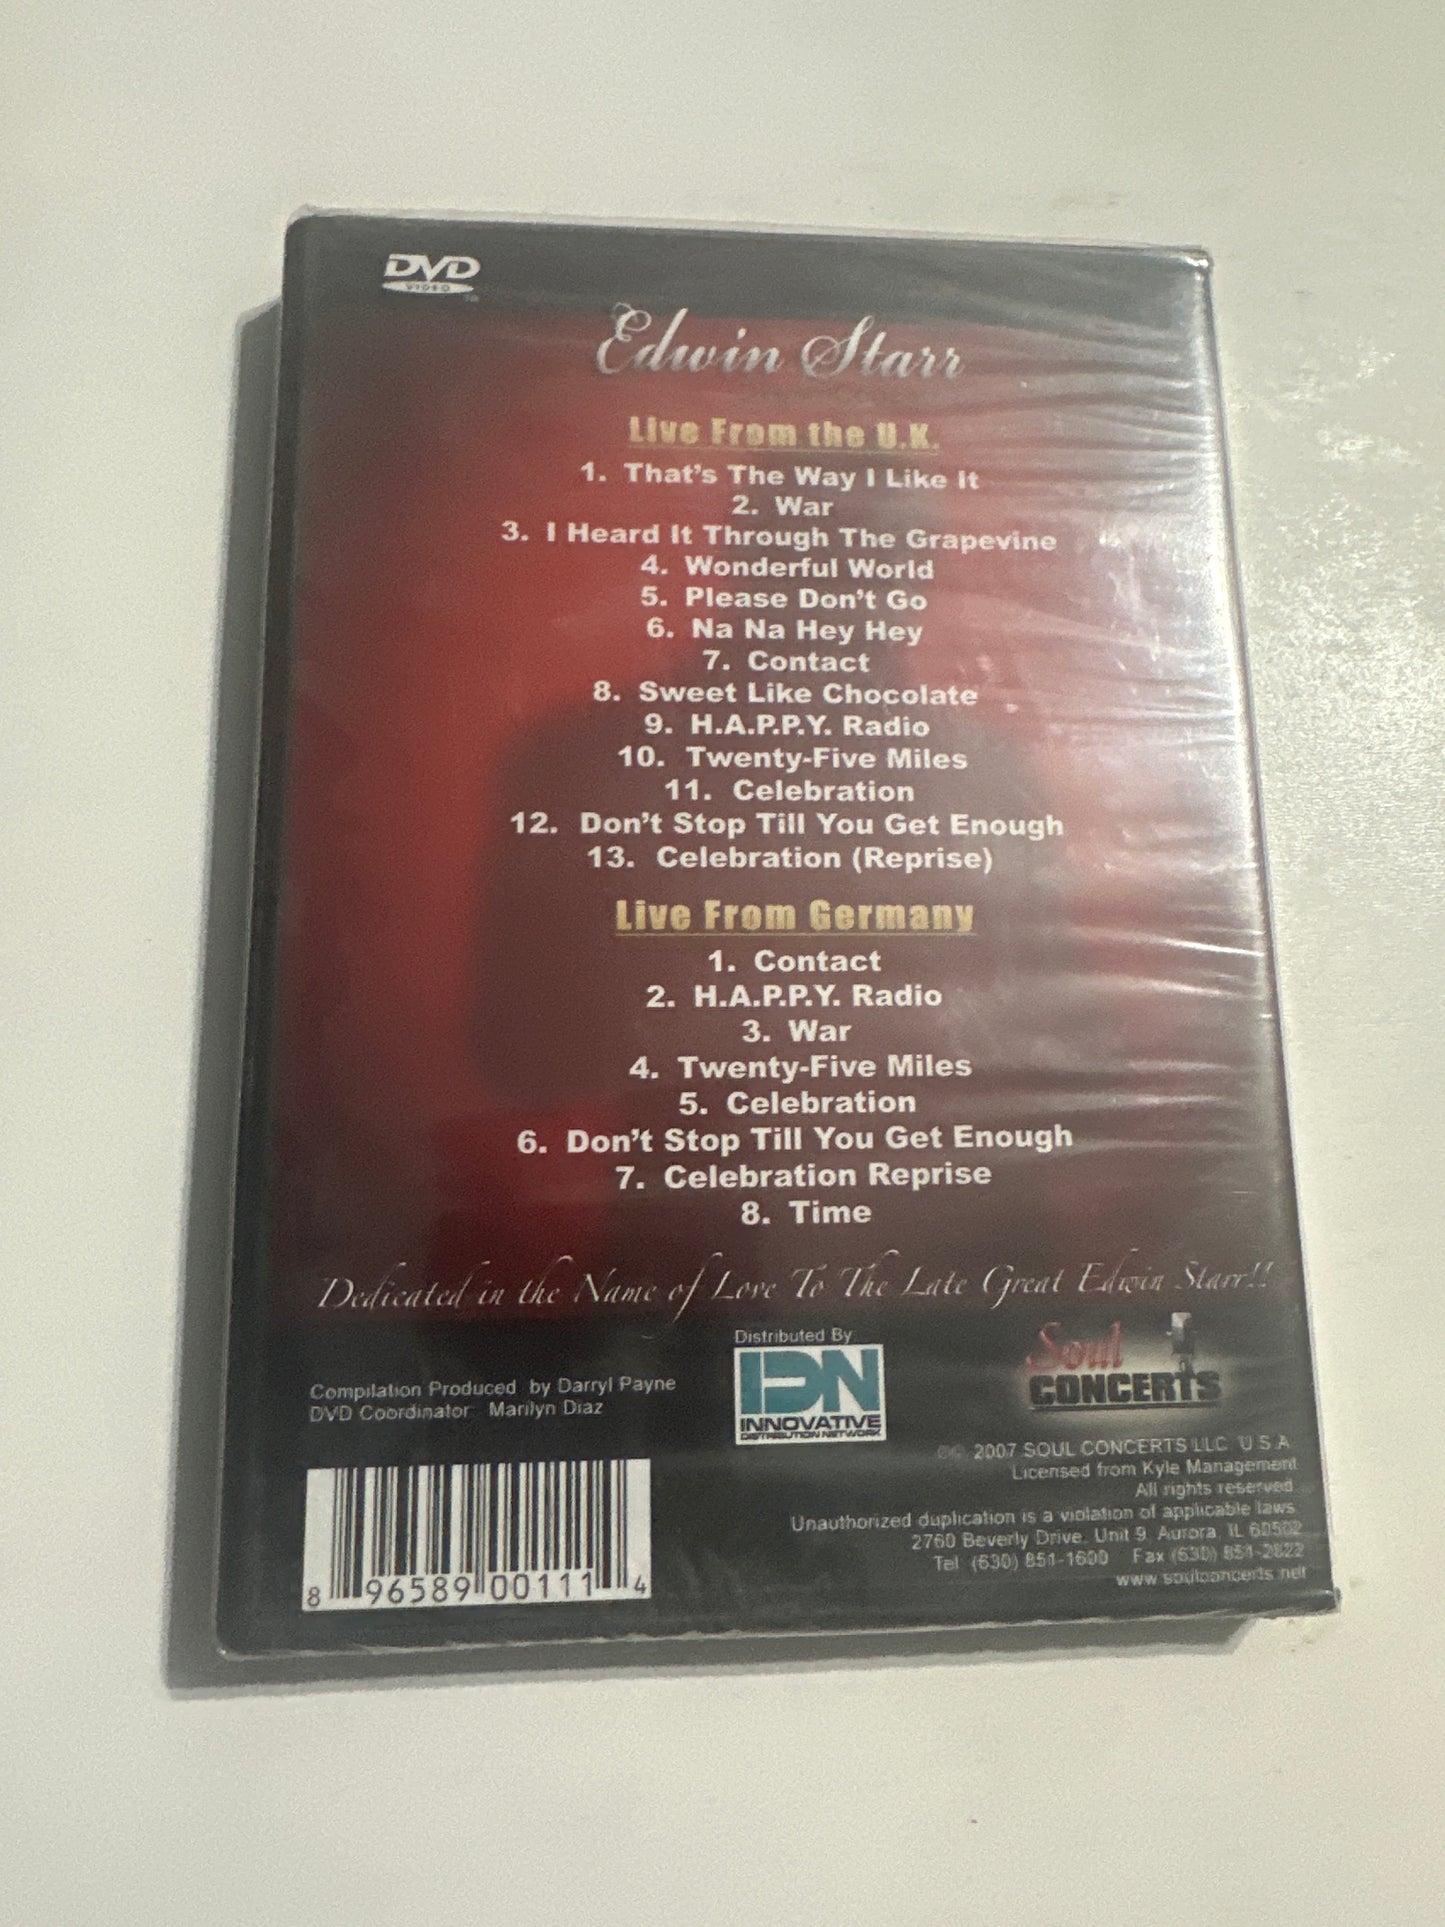 DVD
VIDEO
Edwin Starr
Live From the U.K.
1. That's The Way I Like It
2. War
3. I Heard It Through The Grapevine
4. Wonderful World
5. Please Don't Go
6. Na Na Hey Hey
7. Contact
8. Sweet Like Chocolate
9. H.A.P.P.Y. Radio
10. Twenty-Five Miles
11. Celebration
12. Don't Stop Till You Get Enough
13. Celebration (Reprise)
Live From Germany
1. Contact
2. H.A.P.P.Y. Radio
3. War
4. Twenty-Five Miles
5. Celebration
6. Don't Stop Till You Get Enough
7. Celebration Reprise
8. Time
Dedicated in the Name of Love To The Late Great Edwin Starr!!
Compilation Produced by Darryl Payne
DVD Coordinator Marilyn Diaz
Distributed By
IDN
INNOVATIVE
DISTRIBUTION NETWORK
Soul
CONCERTS
2007 SOUL CONCERTS LLC U.S.A.
Licensed from Kyle Management
All rights reserved
Unauthorized duplication is a violation of applicable laws
2760 Beverly Drive. Unit 9. Aurora. IL 60502
Tel (630) 851-1600 Fax (630) 851-2822
www.soulconcerts.net
8 96589 00111 4